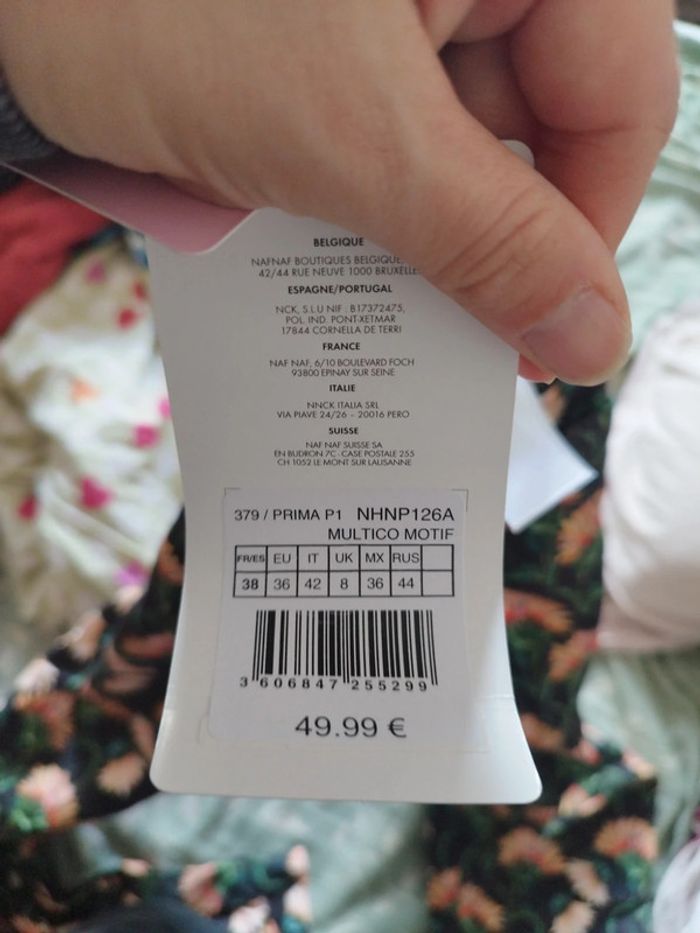 BELGIQUE
NAFNAF BOUTIQUES BELGIQUE
42/44 RUE NEUVE 1000
ESPAGNE/PORTUGAL
NCK, S.L.U NIF : B17372475,
POL. IND. PONT-XETMAR
17844 CORNELLA DE TERRI
FRANCE
NAF NAF, 6/10 BOULEVARD FOCH
93800 EPINAY SUR SEINE
ITALIE
NNCK ITALIA SRL
VIA PIAVE 24/26 - 20016 PERO
SUISSE
NAF NAF SUISSE SA
EN BUDRON 7C - CASE POSTALE 255
CH 1052 LE MONT SUR LAUSANNE
379 / PRIMA P1 NHNP126A
MULTICO MOTIF
FR/ES EU IT UK MX RUS
38 36 42 8 36 44
3 606847 255299
49.99 €